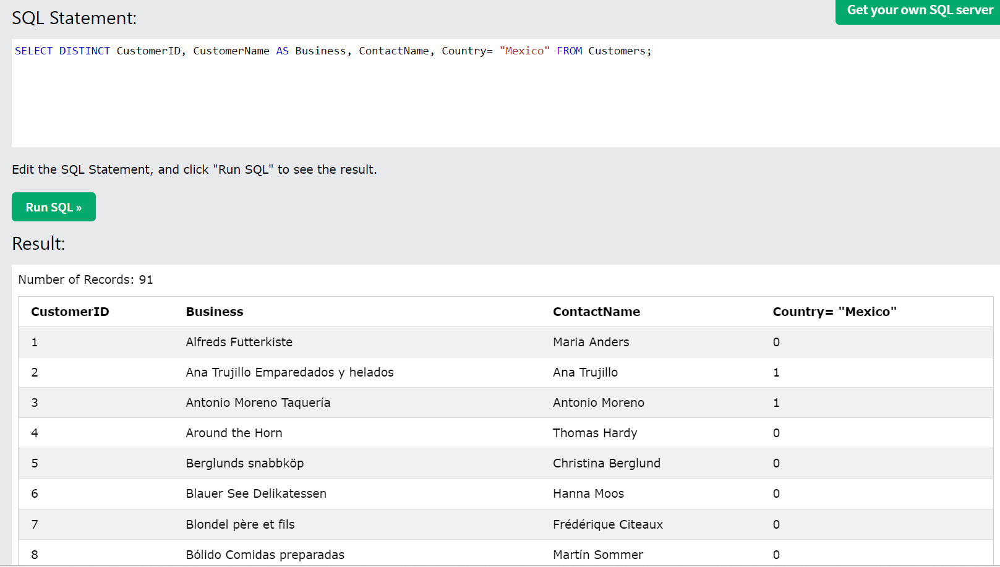 SQL Statement:
Get your own SQL server
SELECT DISTINCT CustomerID, CustomerName AS Business, ContactName, Country= "Mexico" FROM Customers;
Edit the SQL Statement, and click "Run SQL" to see the result.
Run SQL »
Result:
Number of Records: 91
CustomerID Business ContactName Country= "Mexico"
1 Alfreds Futterkiste Maria Anders 0
2 Ana Trujillo Emparedados y helados Ana Trujillo 1
3 Antonio Moreno Taquería Antonio Moreno 1
4 Around the Horn Thomas Hardy 0
5 Berglunds snabbköp Christina Berglund 0
6 Blauer See Delikatessen Hanna Moos 0
7 Blondel père et fils Frédérique Citeaux 0
8 Bólido Comidas preparadas Martín Sommer 0